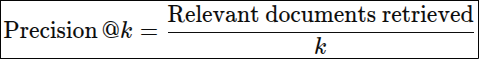 Precision @k = Relevant documents retrieved / k